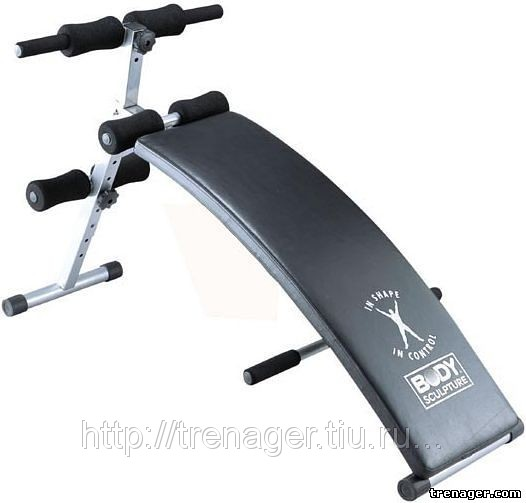 IN SHAPE
IN CONTROL
BODY
SCULPTURE
http://trenager.tiu.ru...
trenager.com